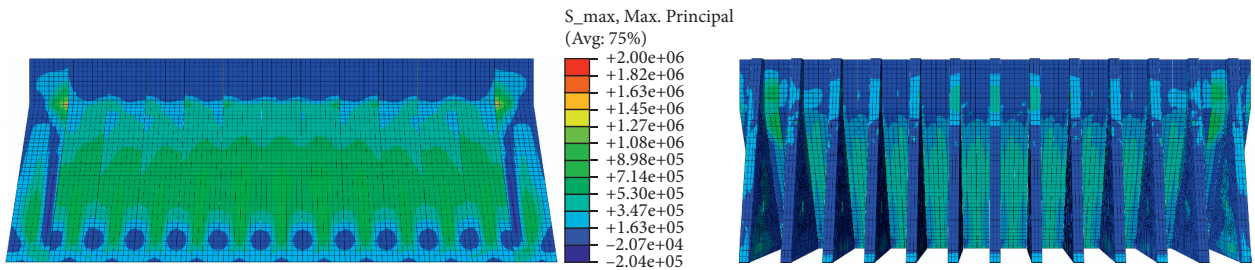 S_max, Max. Principal
(Avg: 75%)
+2.00e+06
+1.82e+06
+1.63e+06
+1.45e+06
+1.27e+06
+1.08e+06
+8.98e+05
+7.14e+05
+5.30e+05
+3.47e+05
+1.63e+05
–2.07e+04
–2.04e+05